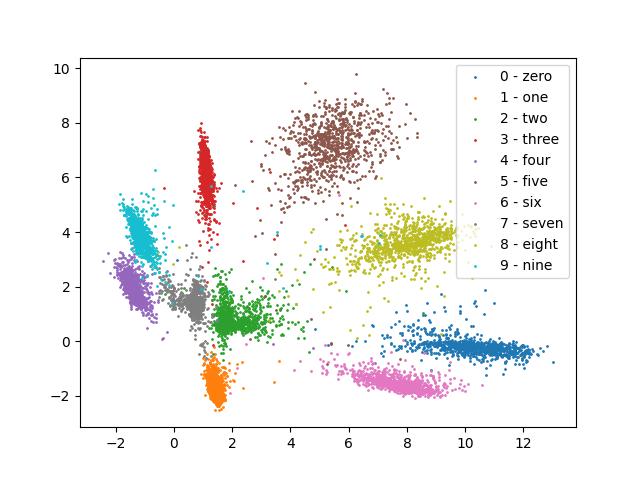 10
8
6
4
2
0
−2
−2
0
2
4
6
8
10
12
0 - zero
1 - one
2 - two
3 - three
4 - four
5 - five
6 - six
7 - seven
8 - eight
9 - nine